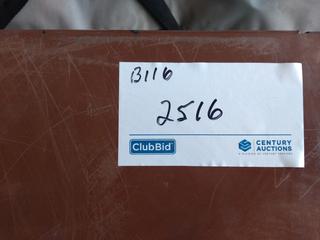 B116
2516
ClubBid
CENTURY
AUCTIONS